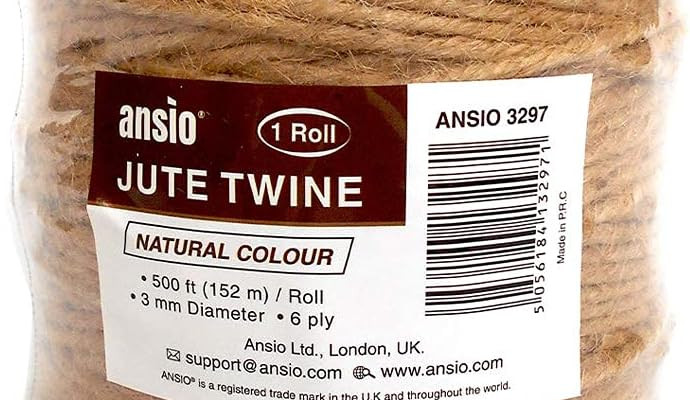 ansio®
1 Roll
JUTE TWINE
NATURAL COLOUR
• 500 ft (152 m) / Roll
• 3 mm Diameter • 6 ply
Ansio Ltd., London, UK.
support@ansio.com www.ansio.com
ANSIO® is a registered trade mark in the U.K and throughout the world.
ANSIO 3297
5 056184 132971
Made in P.R.C